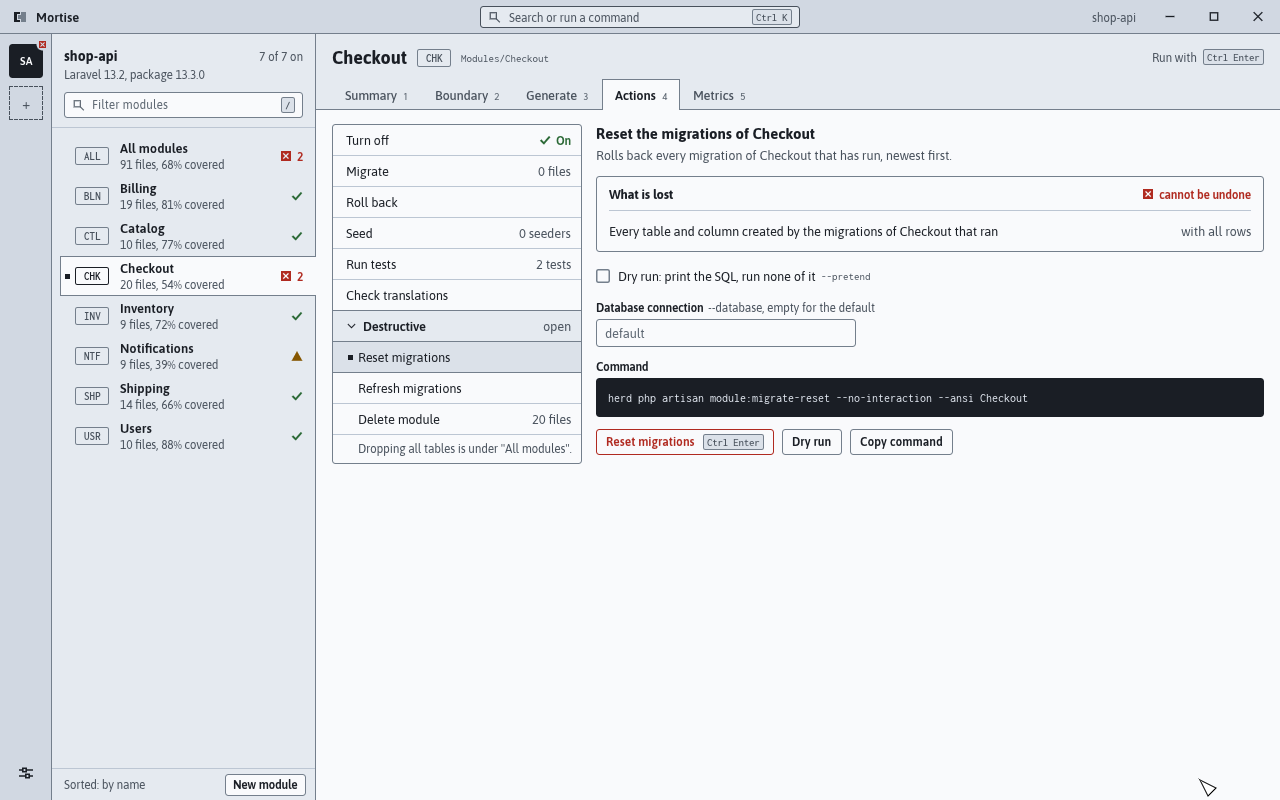 Mortise
Search or run a command
Ctrl K
shop-api
SA
+
shop-api
7 of 7 on
Laravel 13.2, package 13.3.0
Filter modules
/
ALL
All modules
91 files, 68% covered
2
BLN
Billing
19 files, 81% covered
CTL
Catalog
10 files, 77% covered
CHK
Checkout
20 files, 54% covered
2
INV
Inventory
9 files, 72% covered
NTF
Notifications
9 files, 39% covered
SHP
Shipping
14 files, 66% covered
USR
Users
10 files, 88% covered
Sorted: by name
New module
Checkout
CHK
Modules/Checkout
Run with
Ctrl Enter
Summary 1
Boundary 2
Generate 3
Actions 4
Metrics 5
Turn off
On
Migrate
0 files
Roll back
Seed
0 seeders
Run tests
2 tests
Check translations
Destructive
open
Reset migrations
Refresh migrations
Delete module
20 files
Dropping all tables is under "All modules".
Reset the migrations of Checkout
Rolls back every migration of Checkout that has run, newest first.
What is lost
cannot be undone
Every table and column created by the migrations of Checkout that ran
with all rows
Dry run: print the SQL, run none of it --pretend
Database connection --database, empty for the default
default
Command
herd php artisan module:migrate-reset --no-interaction --ansi Checkout
Reset migrations
Ctrl Enter
Dry run
Copy command